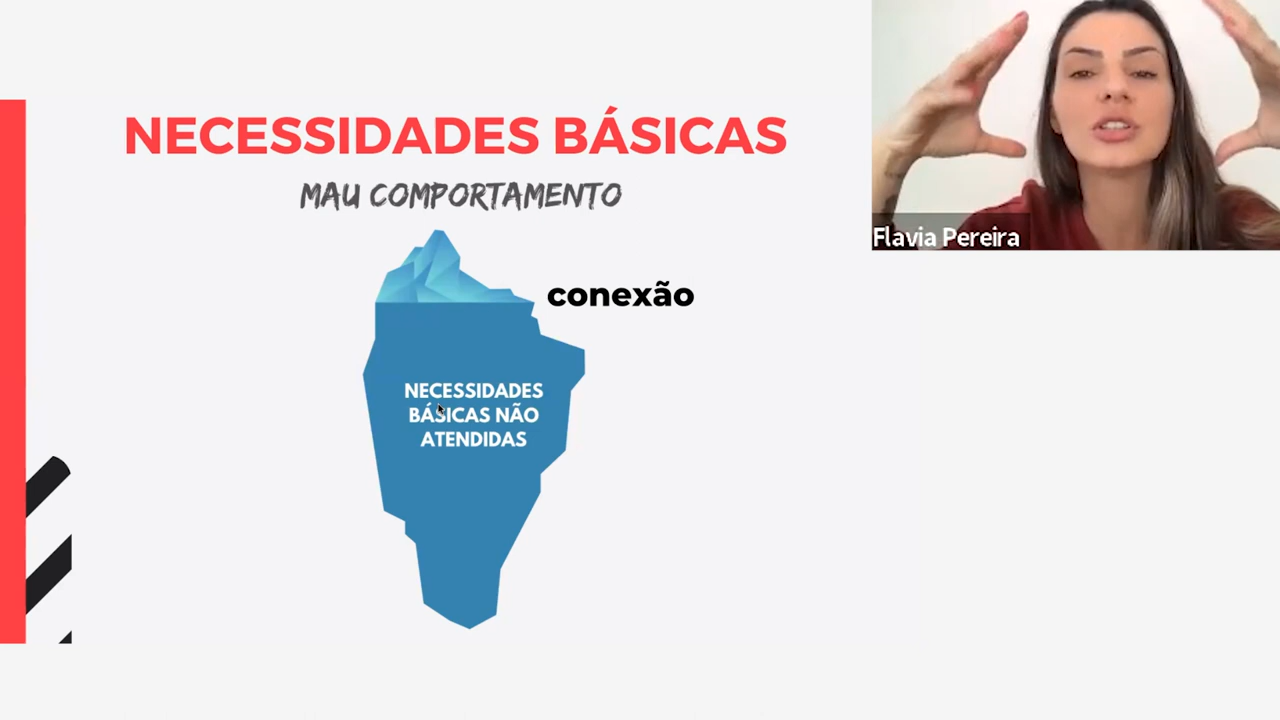 NECESSIDADES BÁSICAS
MAU COMPORTAMENTO
conexão
NECESSIDADES
BÁSICAS NÃO
ATENDIDAS
Flavia Pereira